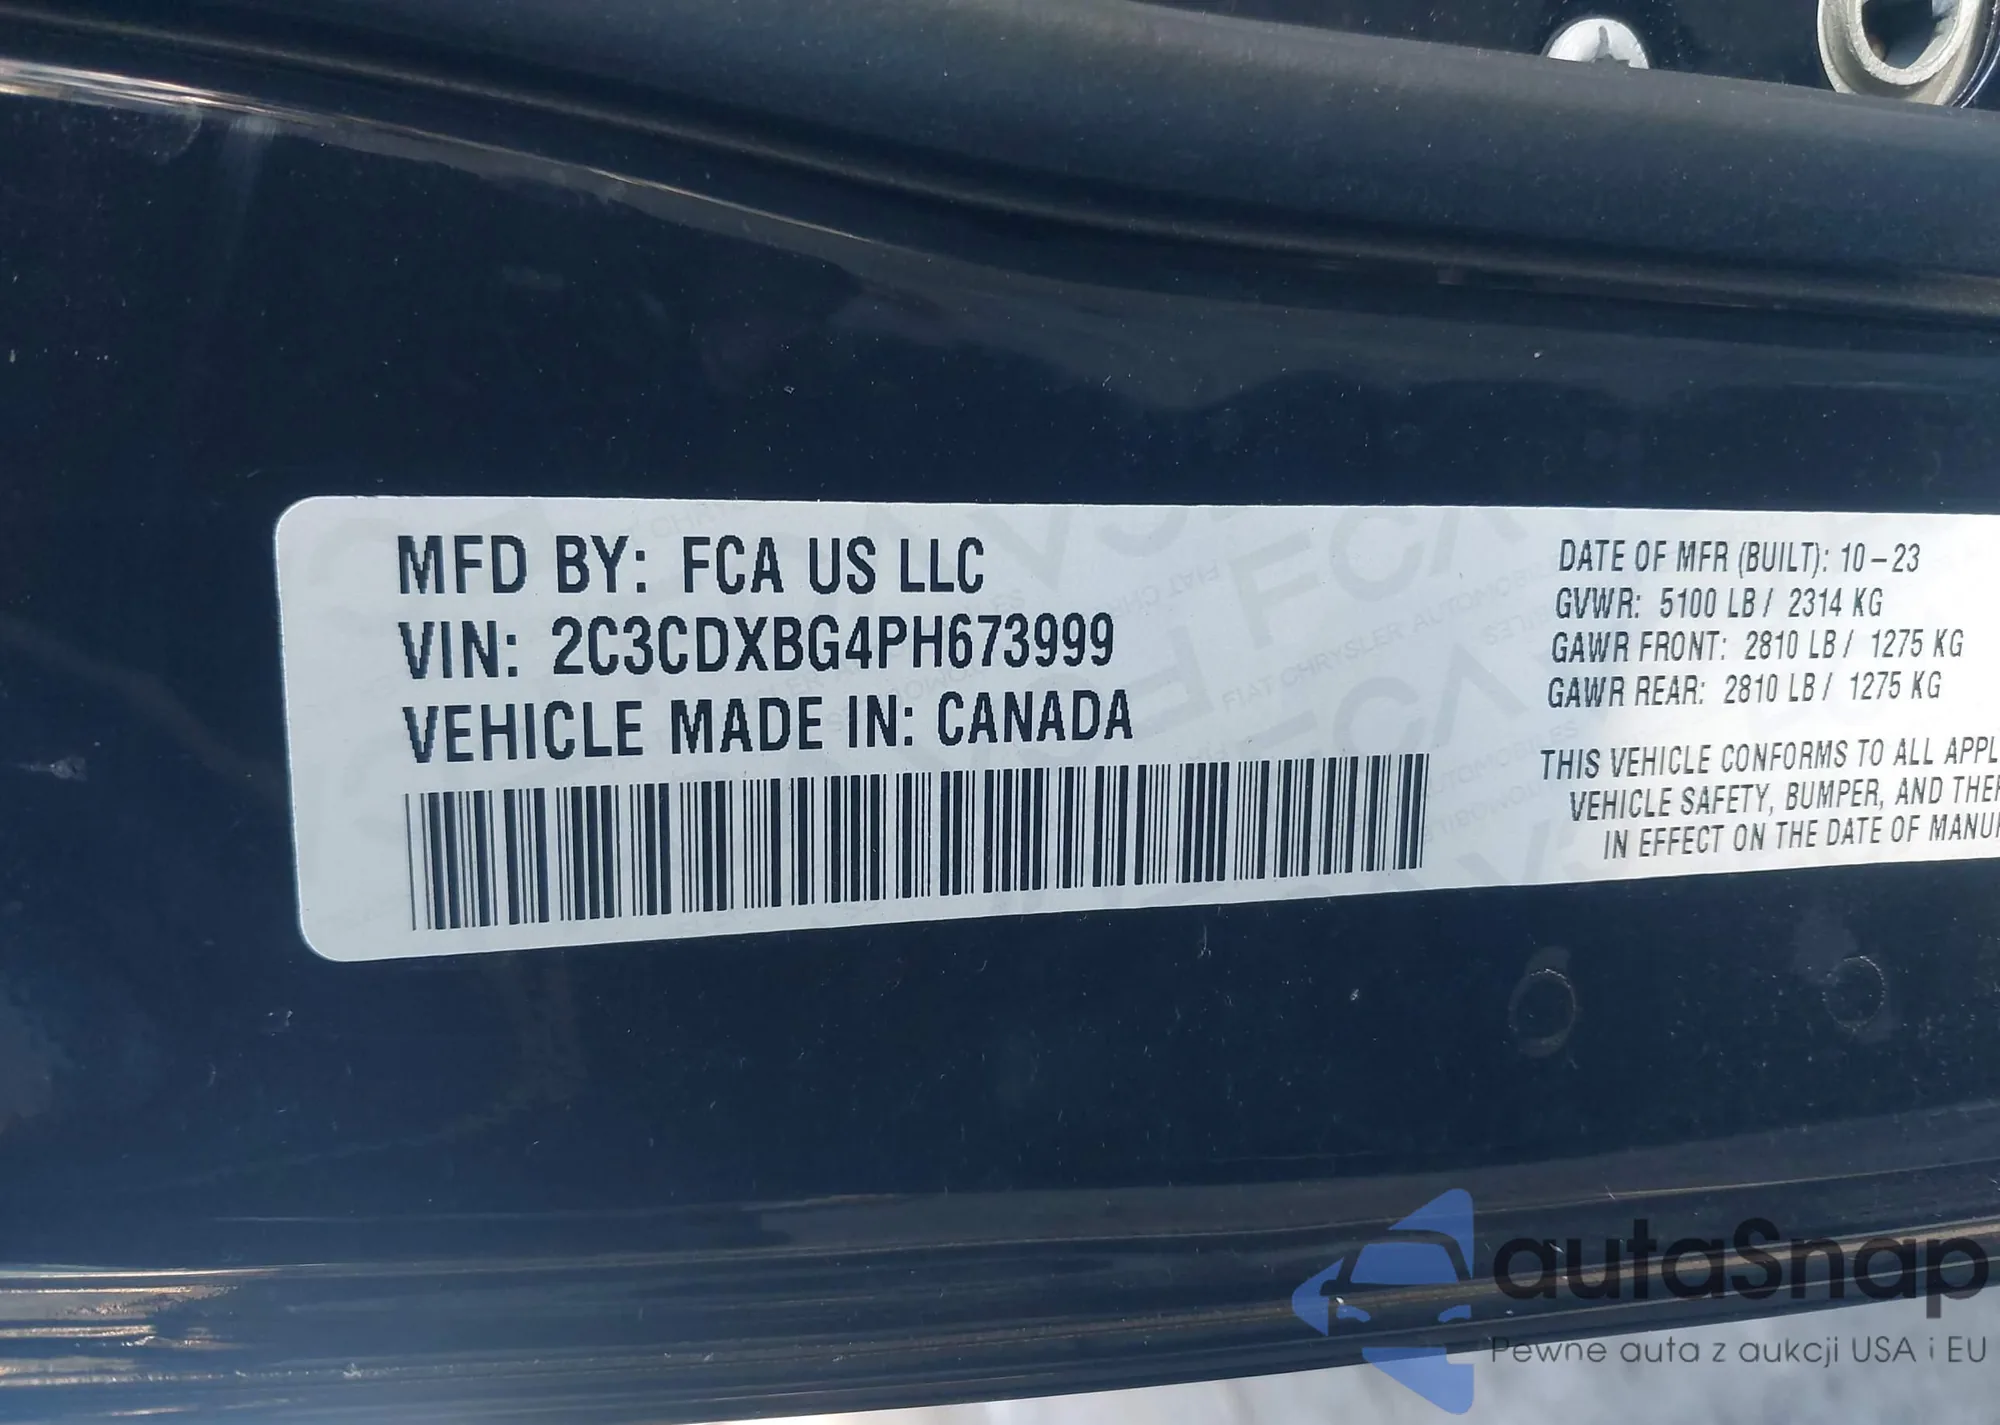 MFD BY: FCA US LLC
VIN: 2C3CDXBG4PH673999
VEHICLE MADE IN: CANADA
DATE OF MFR (BUILT): 10-23
GVWR: 5100 LB / 2314 KG
GAWR FRONT: 2810 LB / 1275 KG
GAWR REAR: 2810 LB / 1275 KG
THIS VEHICLE CONFORMS TO ALL APPL
VEHICLE SAFETY, BUMPER, AND THEF
IN EFFECT ON THE DATE OF MANUF
autaSnap
Pewne auta z aukcji USA i EU